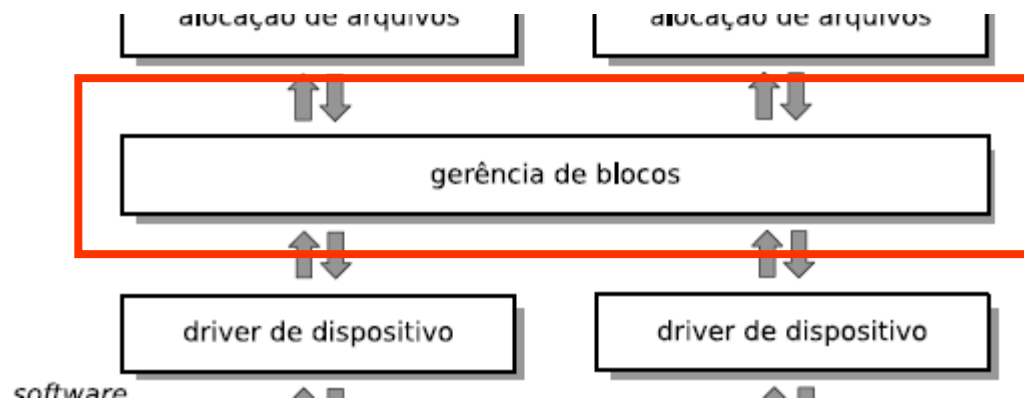 alocação de arquivos alocação de arquivos
gerência de blocos
driver de dispositivo driver de dispositivo
software